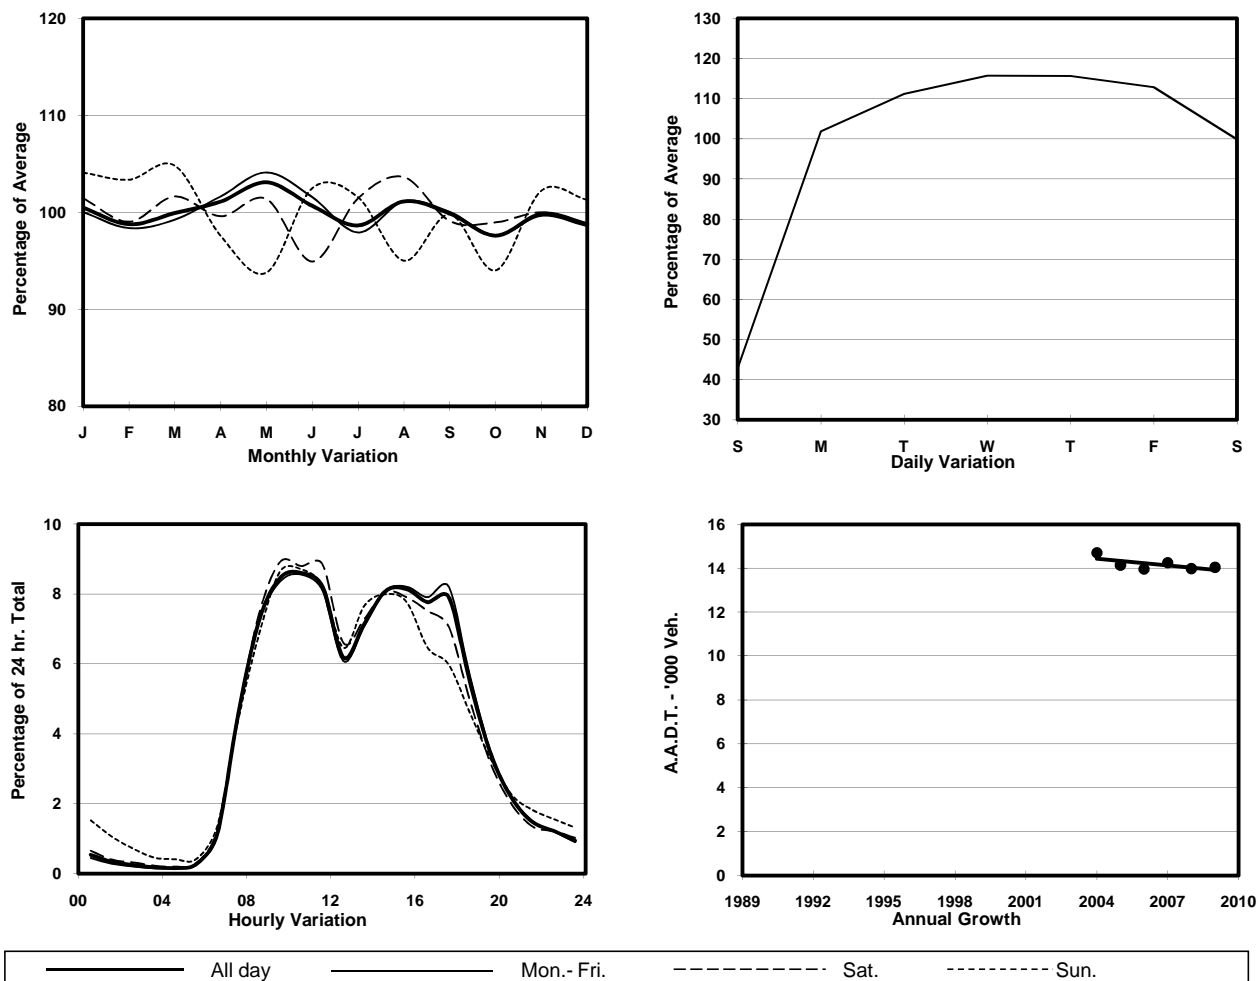 120
110
100
90
80
Percentage of Average
J F M A M J J A S O N D
Monthly Variation
130
120
110
100
90
80
70
60
50
40
30
Percentage of Average
S M T W T F S
Daily Variation
10
8
6
4
2
0
Percentage of 24 hr. Total
00 04 08 12 16 20 24
Hourly Variation
16
14
12
10
8
6
4
2
0
A.A.D.T. - '000 Veh.
1989 1992 1995 1998 2001 2004 2007 2010
Annual Growth
All day Mon.- Fri. Sat. Sun.